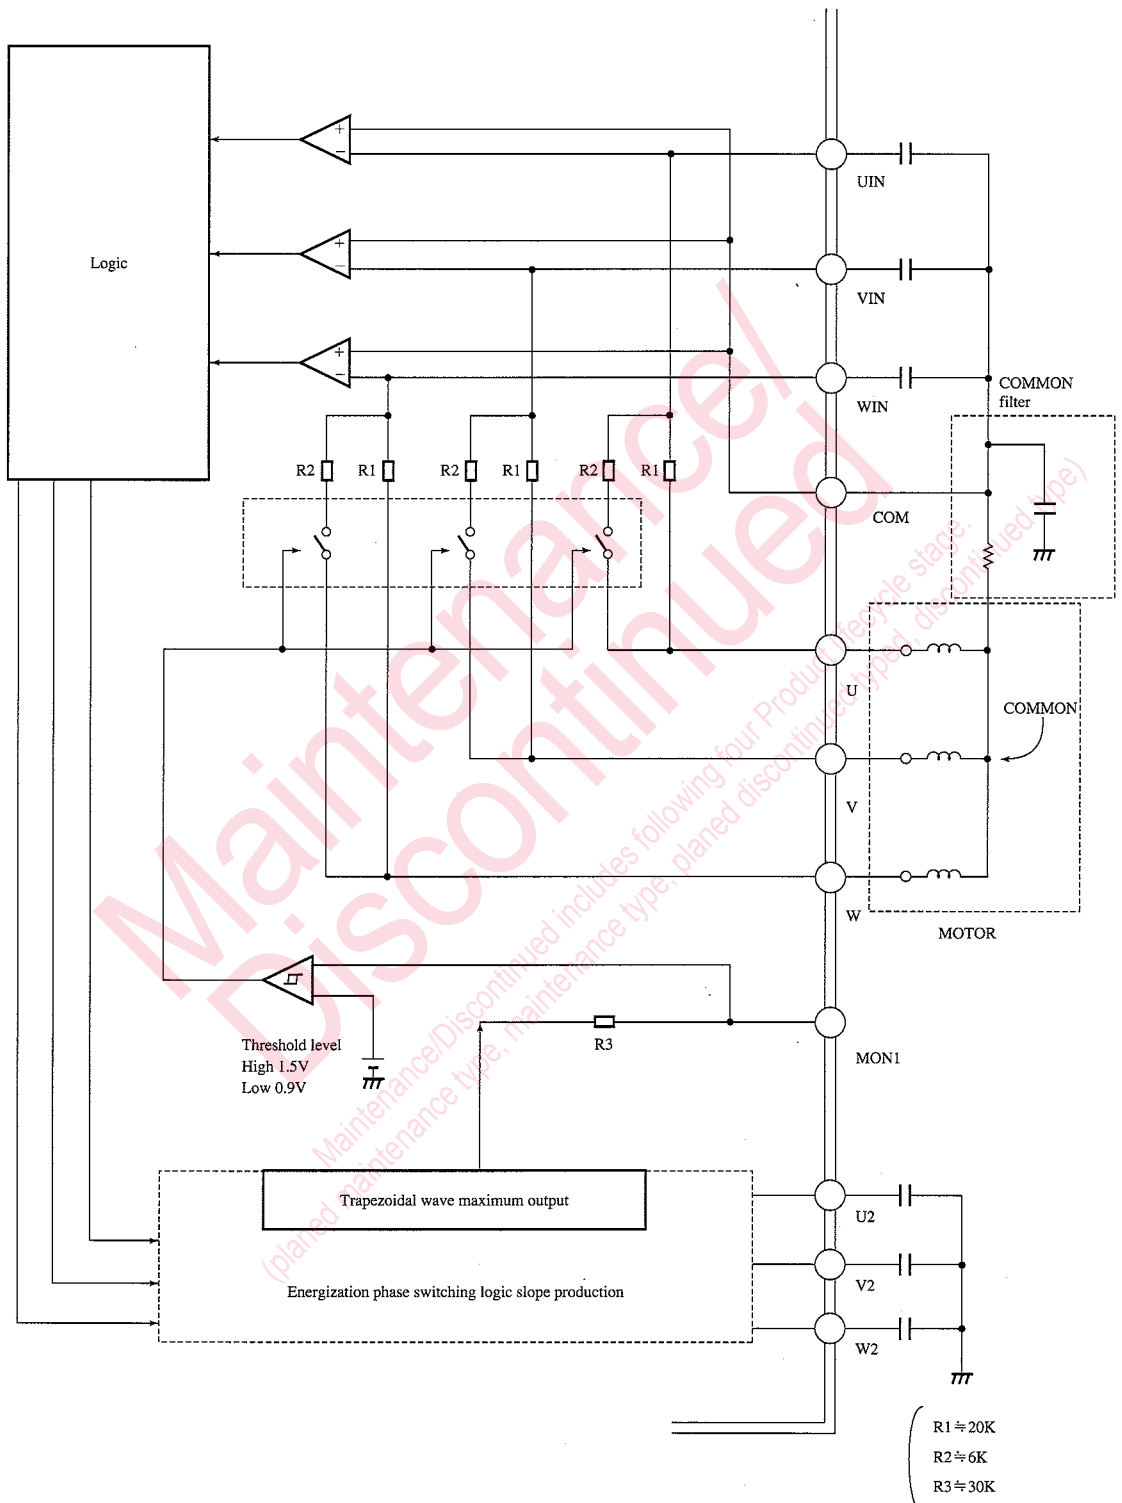 UIN
Logic
VIN
COMMON
filter
WIN
R2 R1 R2 R1 R2 R1
COM
U
COMMON
V
W
MOTOR
R3
Threshold level
High 1.5V
Low 0.9V
MON1
Trapezoidal wave maximum output
U2
V2
Energization phase switching logic slope production
W2
R1≒20K
R2≒6K
R3≒30K
Maintenance/
Discontinued
Maintenance/Discontinued includes following four Product lifecycle stage.
(planed maintenance type, maintenance type, planed discontinued typed, discontinued type)